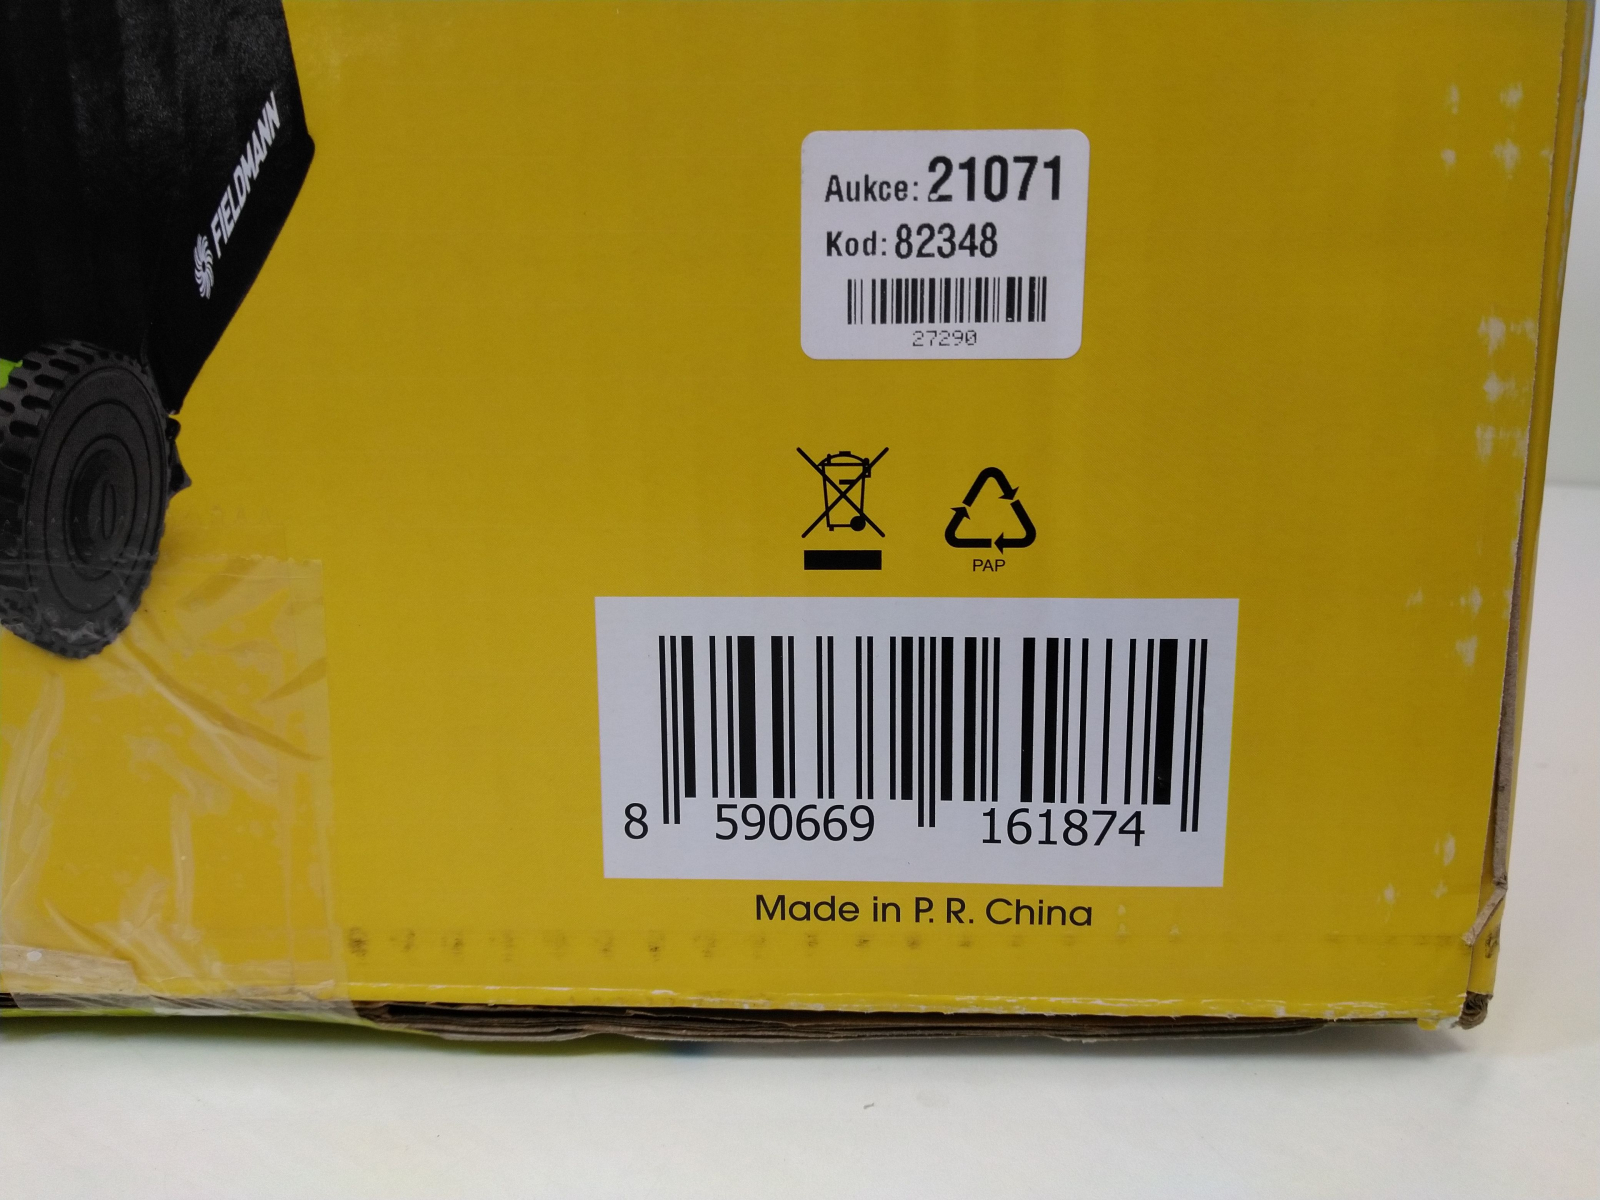 FIELDMANN
Aukce: 21071
Kod: 82348
27290
PAP
8 590669 161874
Made in P. R. China